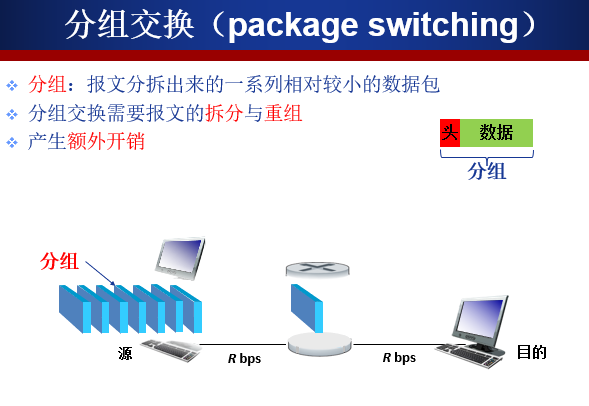 分组交换（package switching）
分组：报文分拆出来的一系列相对较小的数据包
分组交换需要报文的拆分与重组
产生额外开销
头 数据
分组
分组
源
R bps
R bps
目的